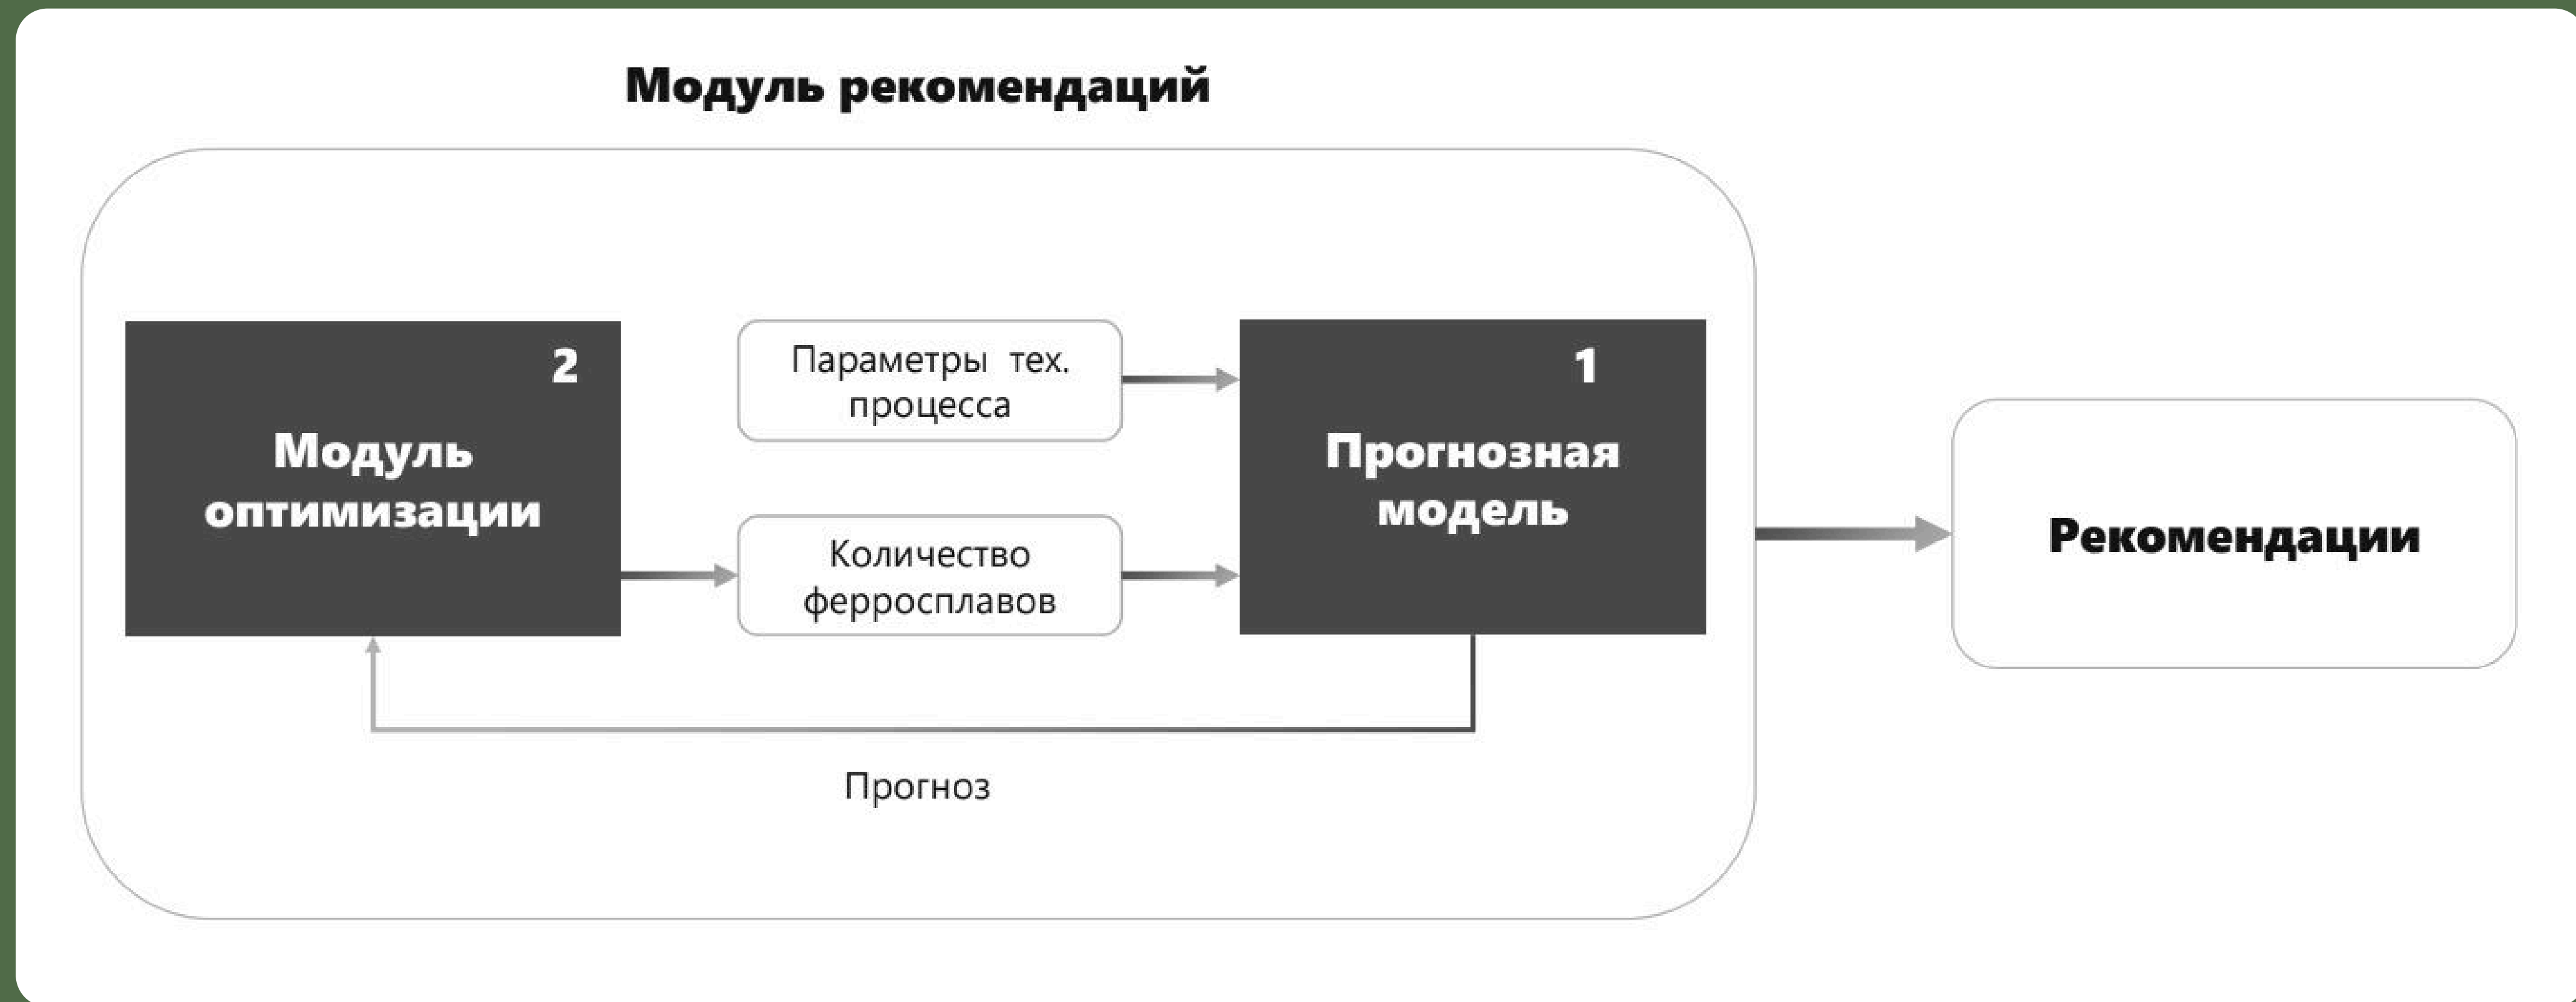 Модуль рекомендаций
2
Модуль
оптимизации
Параметры тех.
процесса
Количество
ферросплавов
1
Прогнозная
модель
Прогноз
Рекомендации